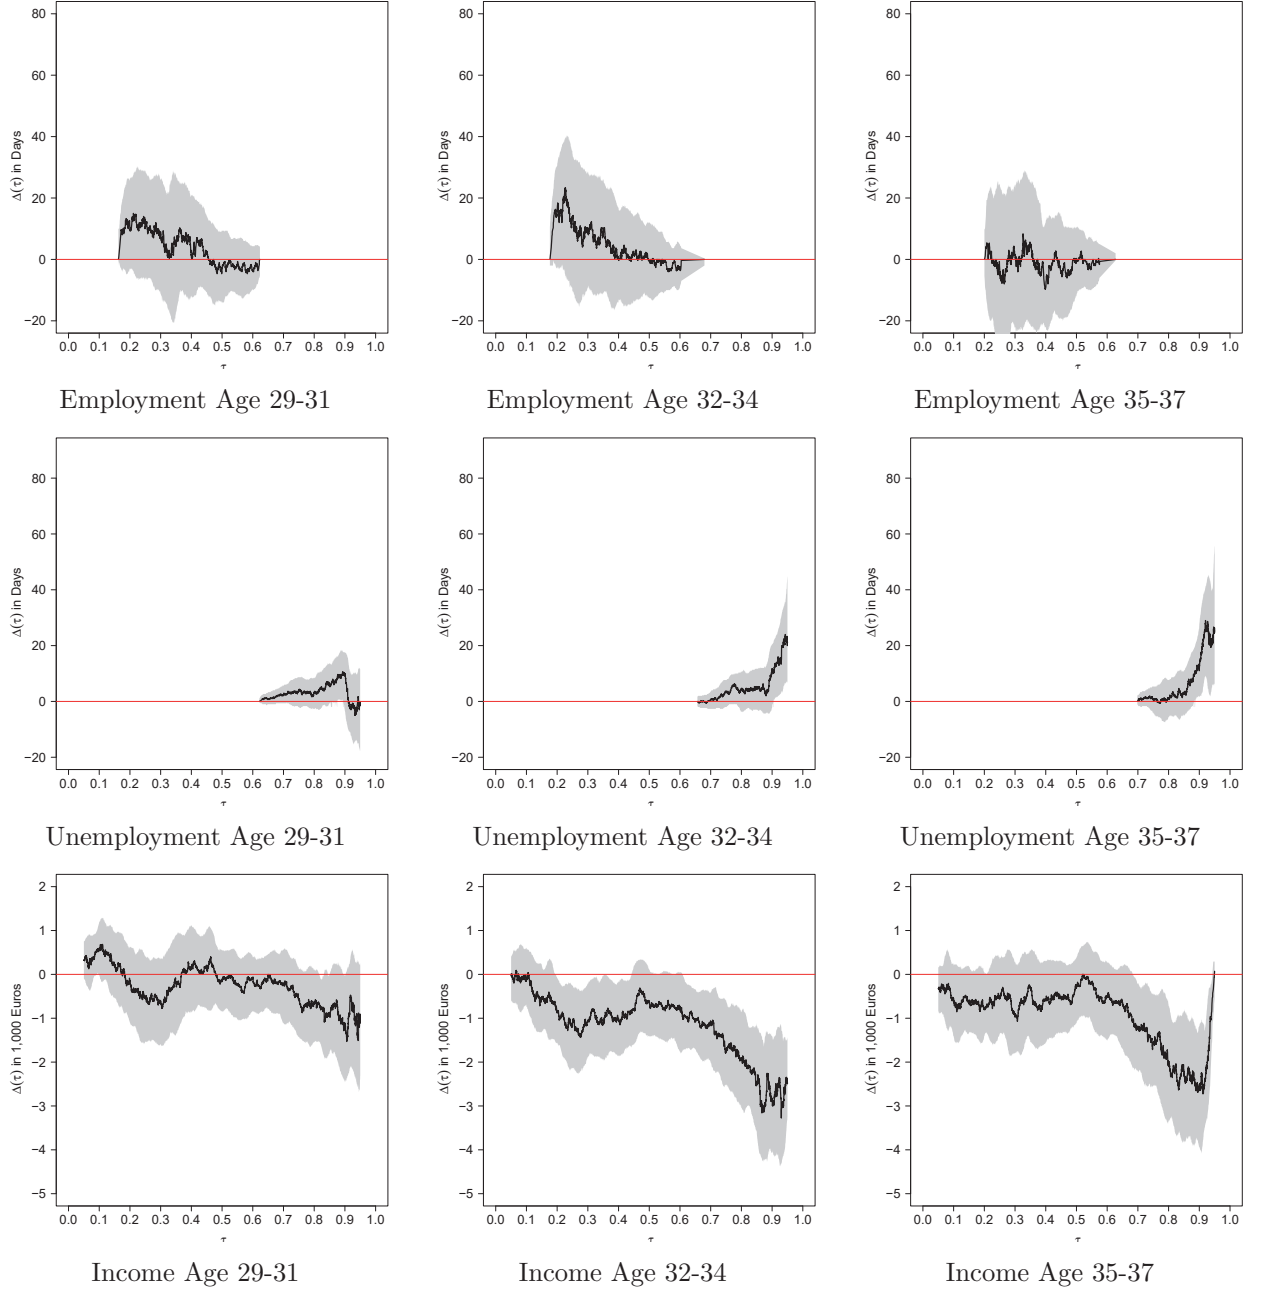 80
60
40
20
0
−20
Δ(τ) in Days
0.0 0.1 0.2 0.3 0.4 0.5 0.6 0.7 0.8 0.9 1.0
τ
Employment Age 29-31
80
60
40
20
0
−20
Δ(τ) in Days
0.0 0.1 0.2 0.3 0.4 0.5 0.6 0.7 0.8 0.9 1.0
τ
Employment Age 32-34
80
60
40
20
0
−20
Δ(τ) in Days
0.0 0.1 0.2 0.3 0.4 0.5 0.6 0.7 0.8 0.9 1.0
τ
Employment Age 35-37
80
60
40
20
0
−20
Δ(τ) in Days
0.0 0.1 0.2 0.3 0.4 0.5 0.6 0.7 0.8 0.9 1.0
τ
Unemployment Age 29-31
80
60
40
20
0
−20
Δ(τ) in Days
0.0 0.1 0.2 0.3 0.4 0.5 0.6 0.7 0.8 0.9 1.0
τ
Unemployment Age 32-34
80
60
40
20
0
−20
Δ(τ) in Days
0.0 0.1 0.2 0.3 0.4 0.5 0.6 0.7 0.8 0.9 1.0
τ
Unemployment Age 35-37
2
1
0
−1
−2
−3
−4
−5
Δ(τ) in 1,000 Euros
0.0 0.1 0.2 0.3 0.4 0.5 0.6 0.7 0.8 0.9 1.0
τ
Income Age 29-31
2
1
0
−1
−2
−3
−4
−5
Δ(τ) in 1,000 Euros
0.0 0.1 0.2 0.3 0.4 0.5 0.6 0.7 0.8 0.9 1.0
τ
Income Age 32-34
2
1
0
−1
−2
−3
−4
−5
Δ(τ) in 1,000 Euros
0.0 0.1 0.2 0.3 0.4 0.5 0.6 0.7 0.8 0.9 1.0
τ
Income Age 35-37